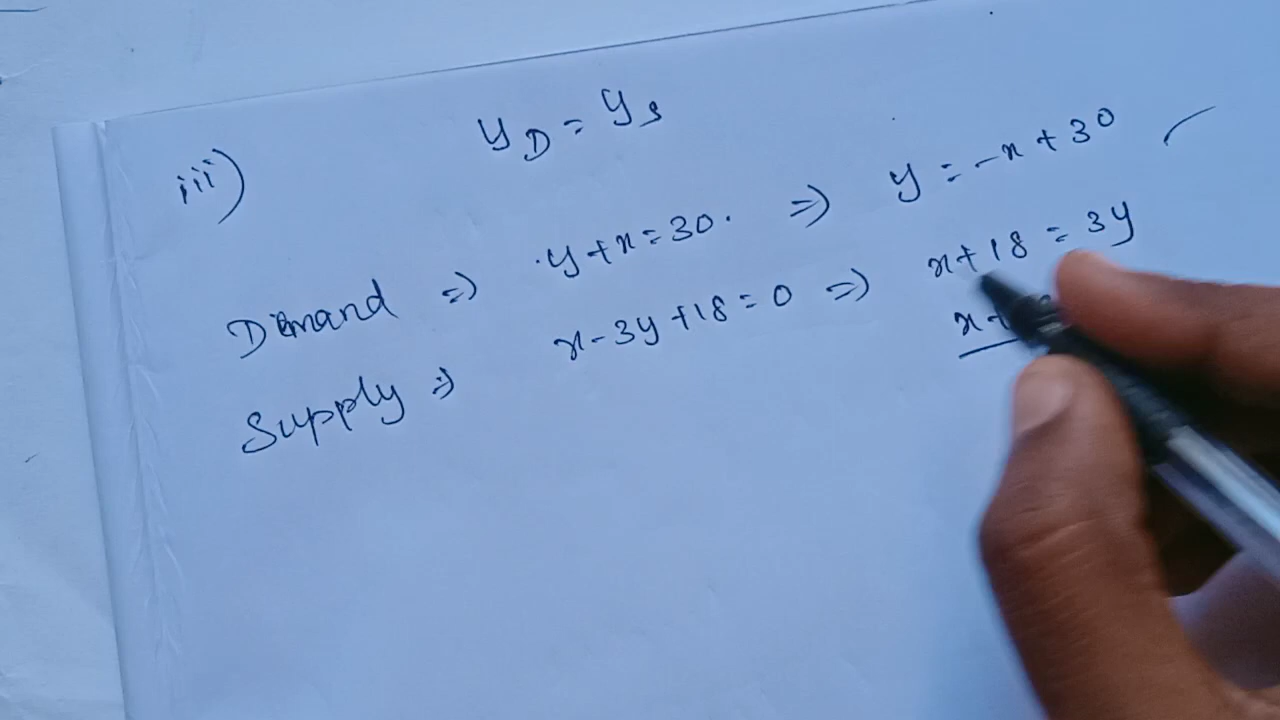 iii) y_D = y_s
Demand => y+x=30. => y = -x+30
Supply => x-3y+18=0 => x+18 = 3y
x+